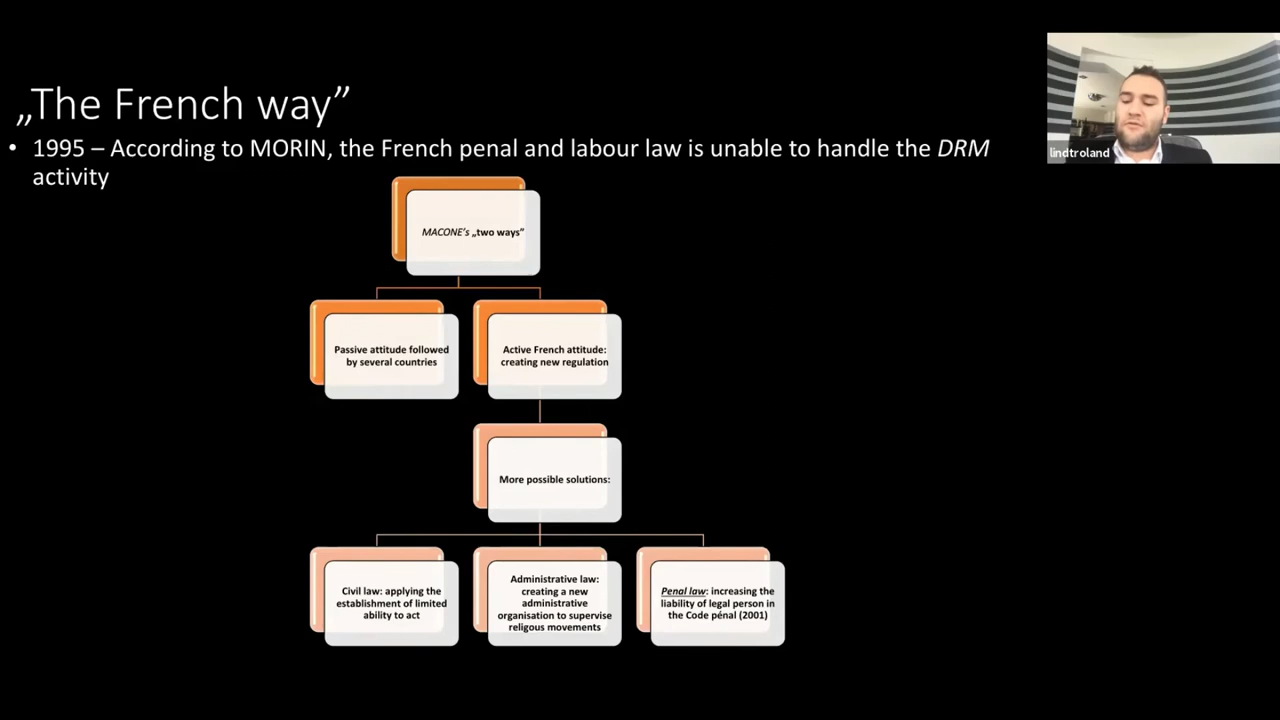 „The French way”
• 1995 – According to MORIN, the French penal and labour law is unable to handle the DRM
activity
lindtroland
MACONE's „two ways”
Passive attitude followed
by several countries
Active French attitude:
creating new regulation
More possible solutions:
Civil law: applying the
establishment of limited
ability to act
Administrative law:
creating a new
administrative
organisation to supervise
religous movements
Penal law: increasing the
liability of legal person in
the Code pénal (2001)